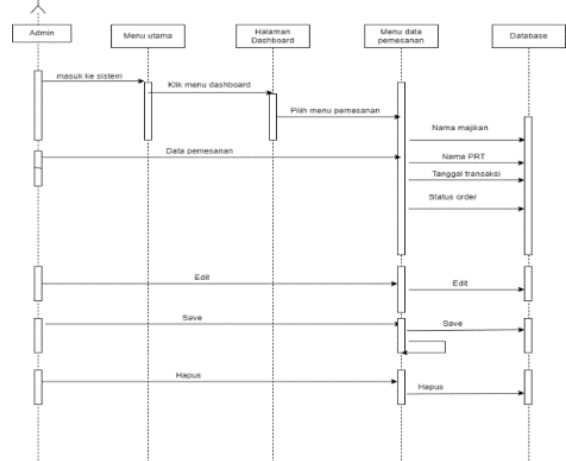 Admin
Menu utama
Halaman
Dashboard
Menu data
pemesanan
Database
masuk ke sistem
Klik menu dashboard
Pilih menu pemesanan
Nama majikan
Data pemesanan
Nama PRT
Tanggal transaksi
Status order
Edit
Edit
Save
Save
Hapus
Hapus